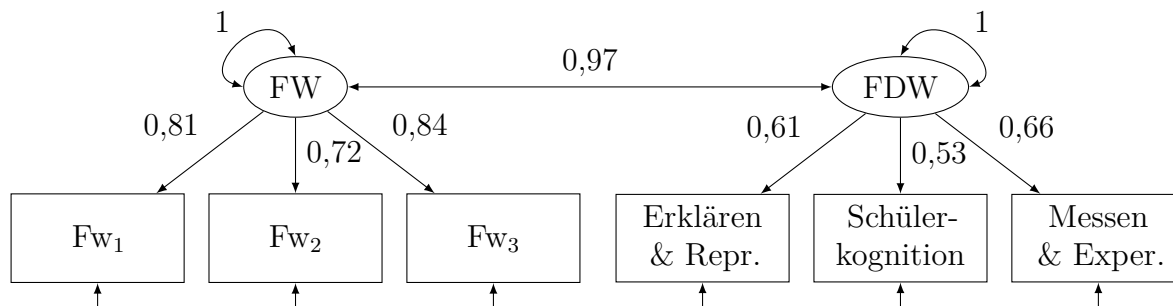 1
1
FW
0,97
FDW
0,81
0,72
0,84
0,61
0,53
0,66
Fw₁
Fw₂
Fw₃
Erklären
& Repr.
Schüler-
kognition
Messen
& Exper.